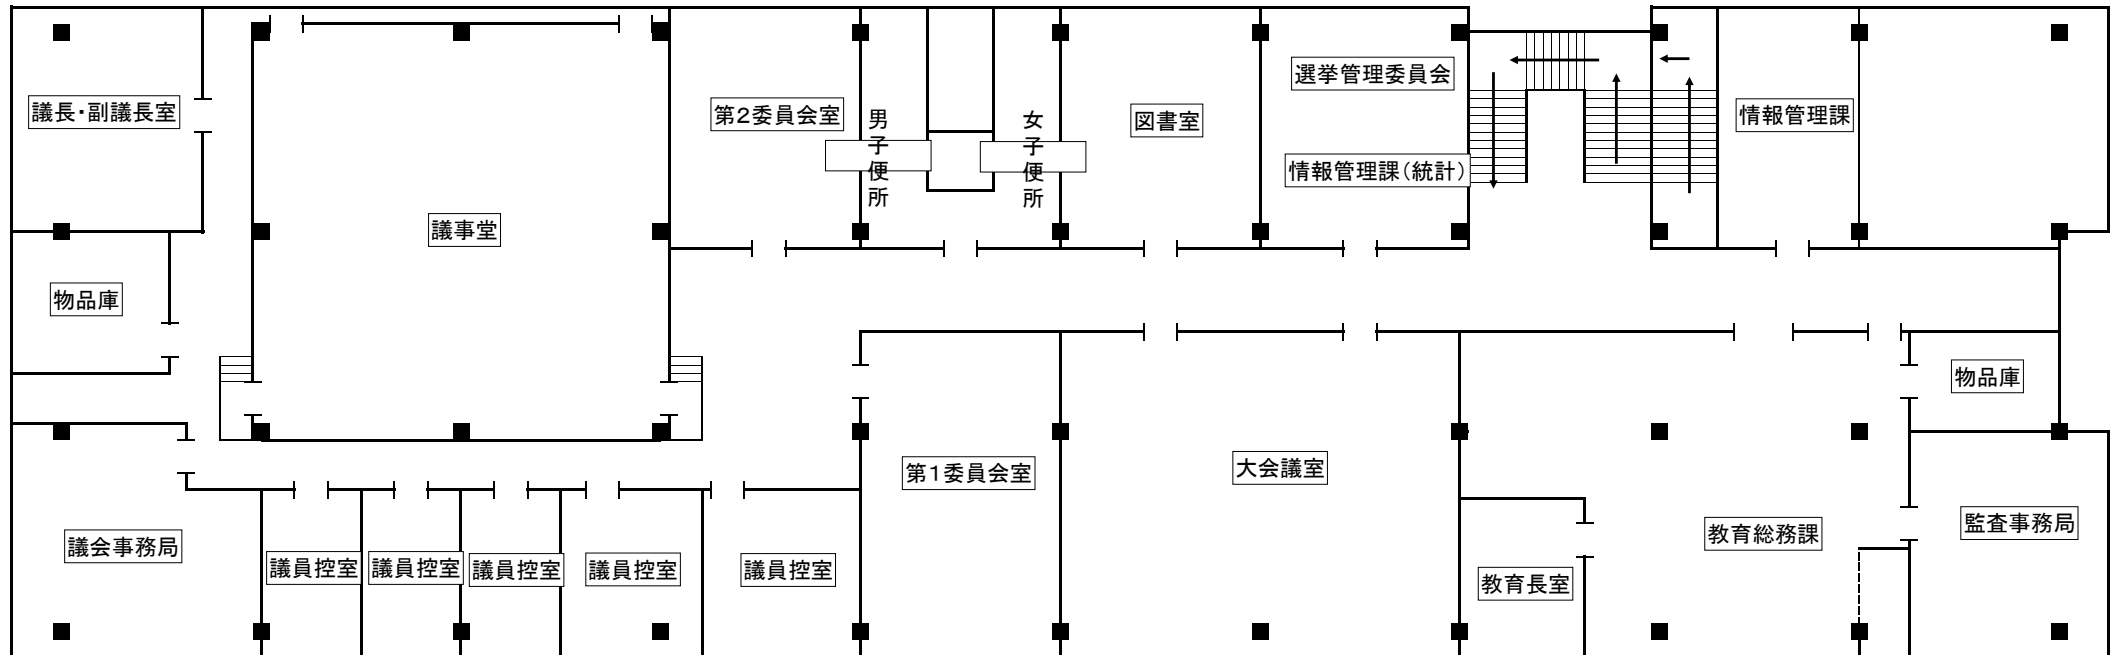 議長・副議長室
第2委員会室
男子便所
女子便所
図書室
選挙管理委員会
情報管理課(統計)
情報管理課
議事堂
物品庫
物品庫
第1委員会室
大会議室
議会事務局
議員控室
議員控室
議員控室
議員控室
議員控室
教育長室
教育総務課
監査事務局